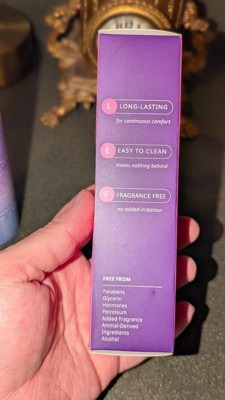 L LONG-LASTING
for continuous comfort
E EASY TO CLEAN
leaves nothing behind
F FRAGRANCE FREE
no added irritation
FREE FROM
Parabens
Glycerin
Hormones
Petroleum
Added Fragrance
Animal-Derived
Ingredients
Alcohol